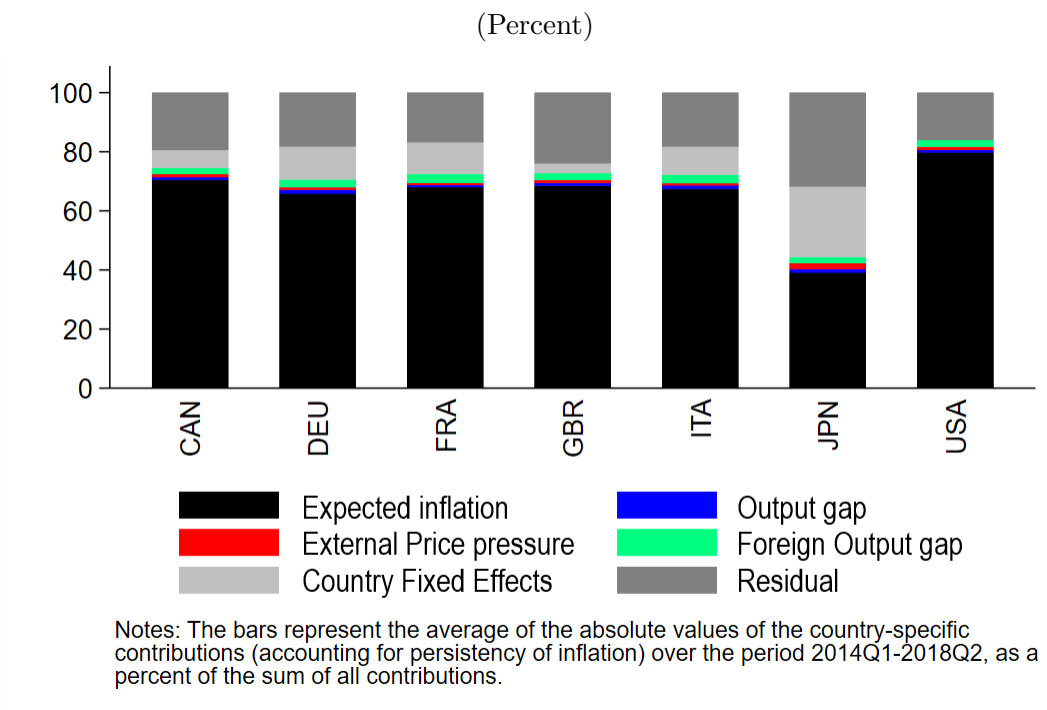 (Percent)
100
80
60
40
20
0
CAN
DEU
FRA
GBR
ITA
JPN
USA
Expected inflation
Output gap
External Price pressure
Foreign Output gap
Country Fixed Effects
Residual
Notes: The bars represent the average of the absolute values of the country-specific
contributions (accounting for persistency of inflation) over the period 2014Q1-2018Q2, as a
percent of the sum of all contributions.